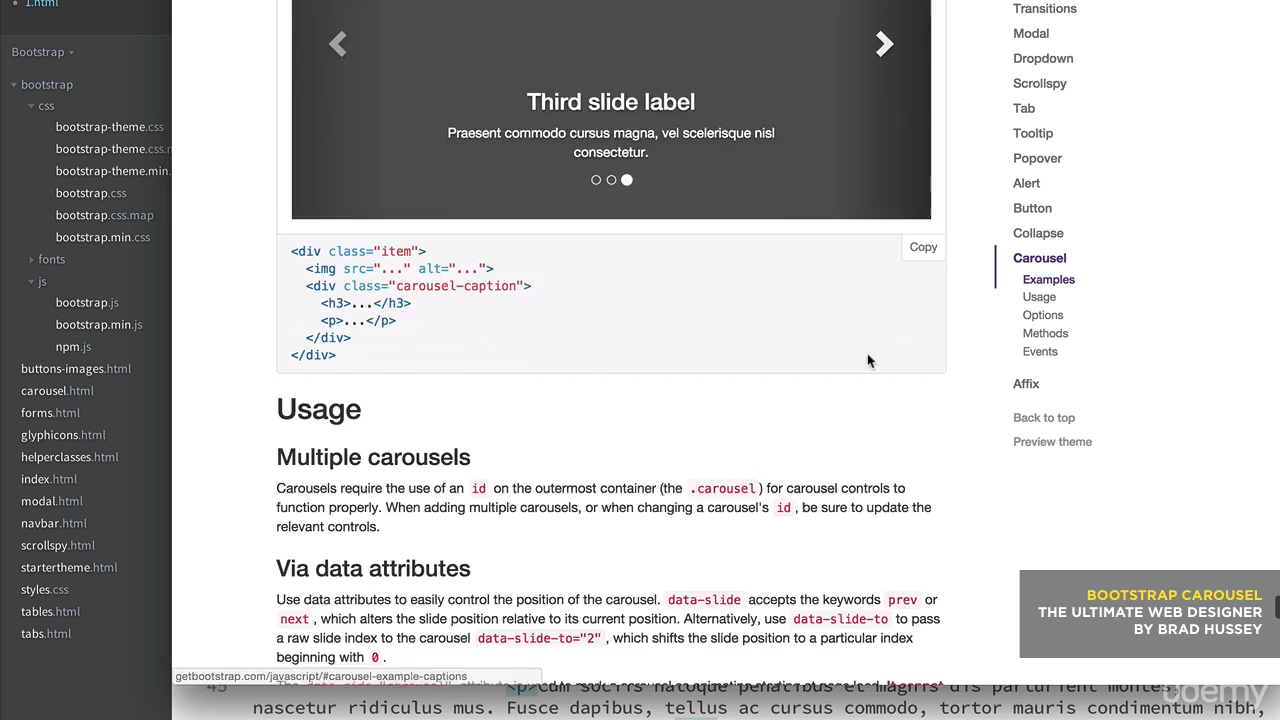 1.html
Bootstrap
bootstrap
css
bootstrap-theme.css
bootstrap-theme.css.m
bootstrap-theme.min.
bootstrap.css
bootstrap.css.map
bootstrap.min.css
fonts
js
bootstrap.js
bootstrap.min.js
npm.js
buttons-images.html
carousel.html
forms.html
glyphicons.html
helperclasses.html
index.html
modal.html
navbar.html
scrollspy.html
startertheme.html
styles.css
tables.html
tabs.html
Third slide label
Praesent commodo cursus magna, vel scelerisque nisl
consectetur.
Copy
<div class="item">
<img src="..." alt="...">
<div class="carousel-caption">
<h3>...</h3>
<p>...</p>
</div>
</div>
Usage
Multiple carousels
Carousels require the use of an id on the outermost container (the .carousel) for carousel controls to
function properly. When adding multiple carousels, or when changing a carousel's id, be sure to update the
relevant controls.
Via data attributes
Use data attributes to easily control the position of the carousel. data-slide accepts the keywords prev or
next, which alters the slide position relative to its current position. Alternatively, use data-slide-to to pass
a raw slide index to the carousel data-slide-to="2", which shifts the slide position to a particular index
beginning with 0.
getbootstrap.com/javascript/#carousel-example-captions
Transitions
Modal
Dropdown
Scrollspy
Tab
Tooltip
Popover
Alert
Button
Collapse
Carousel
Examples
Usage
Options
Methods
Events
Affix
Back to top
Preview theme
BOOTSTRAP CAROUSEL
THE ULTIMATE WEB DESIGNER
BY BRAD HUSSEY
45 <p>Cum sociis natoque penatibus et magnis dis parturient montes,
nascetur ridiculus mus. Fusce dapibus, tellus ac cursus commodo, tortor mauris condimentum nibh,
udemy